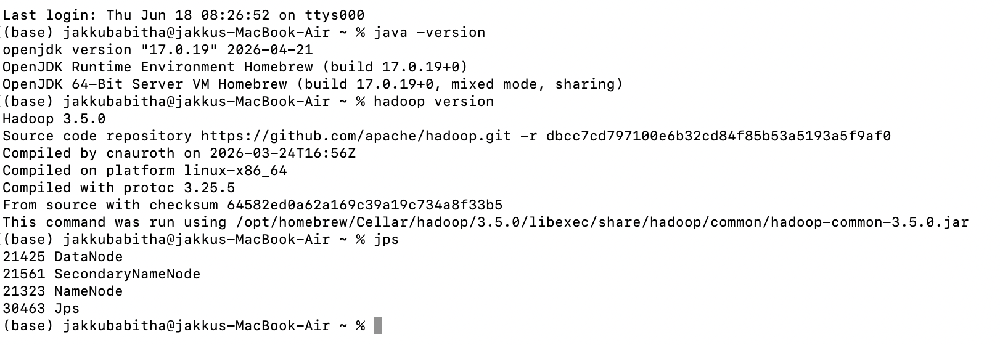 Last login: Thu Jun 18 08:26:52 on ttys000
(base) jakkubabitha@jakkus-MacBook-Air ~ % java -version
openjdk version "17.0.19" 2026-04-21
OpenJDK Runtime Environment Homebrew (build 17.0.19+0)
OpenJDK 64-Bit Server VM Homebrew (build 17.0.19+0, mixed mode, sharing)
(base) jakkubabitha@jakkus-MacBook-Air ~ % hadoop version
Hadoop 3.5.0
Source code repository https://github.com/apache/hadoop.git -r dbcc7cd797100e6b32cd84f85b53a5193a5f9af0
Compiled by cnauroth on 2026-03-24T16:56Z
Compiled on platform linux-x86_64
Compiled with protoc 3.25.5
From source with checksum 64582ed0a62a169c39a19c734a8f33b5
This command was run using /opt/homebrew/Cellar/hadoop/3.5.0/libexec/share/hadoop/common/hadoop-common-3.5.0.jar
(base) jakkubabitha@jakkus-MacBook-Air ~ % jps
21425 DataNode
21561 SecondaryNameNode
21323 NameNode
30463 Jps
(base) jakkubabitha@jakkus-MacBook-Air ~ %